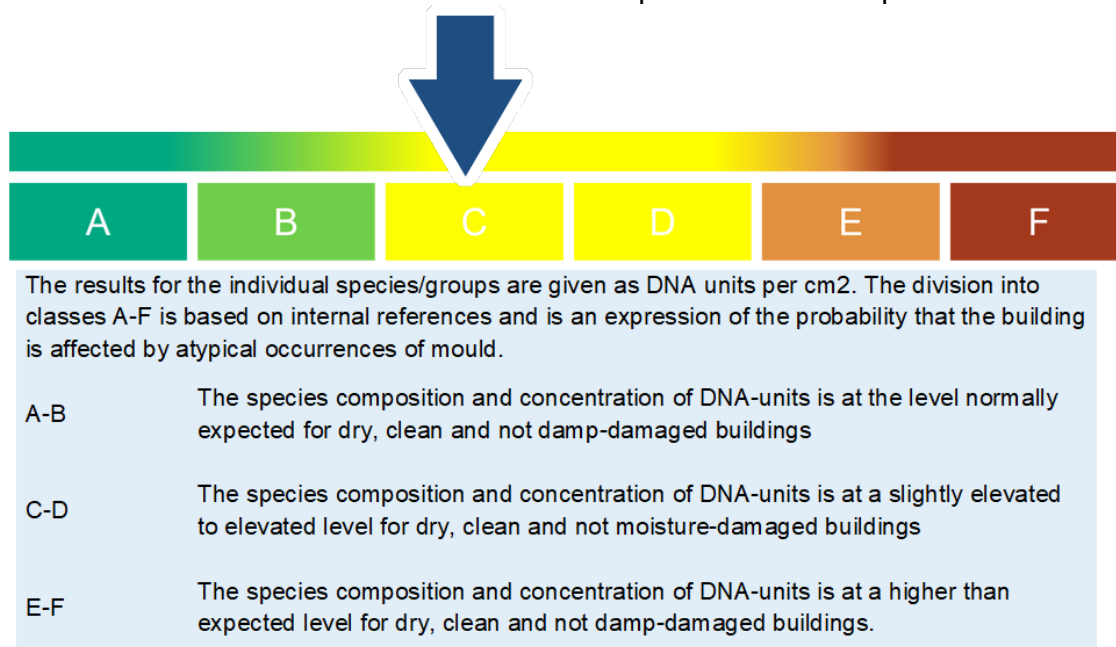 A B C D E F
The results for the individual species/groups are given as DNA units per cm2. The division into
classes A-F is based on internal references and is an expression of the probability that the building
is affected by atypical occurrences of mould.
A-B
The species composition and concentration of DNA-units is at the level normally
expected for dry, clean and not damp-damaged buildings
C-D
The species composition and concentration of DNA-units is at a slightly elevated
to elevated level for dry, clean and not moisture-damaged buildings
E-F
The species composition and concentration of DNA-units is at a higher than
expected level for dry, clean and not damp-damaged buildings.